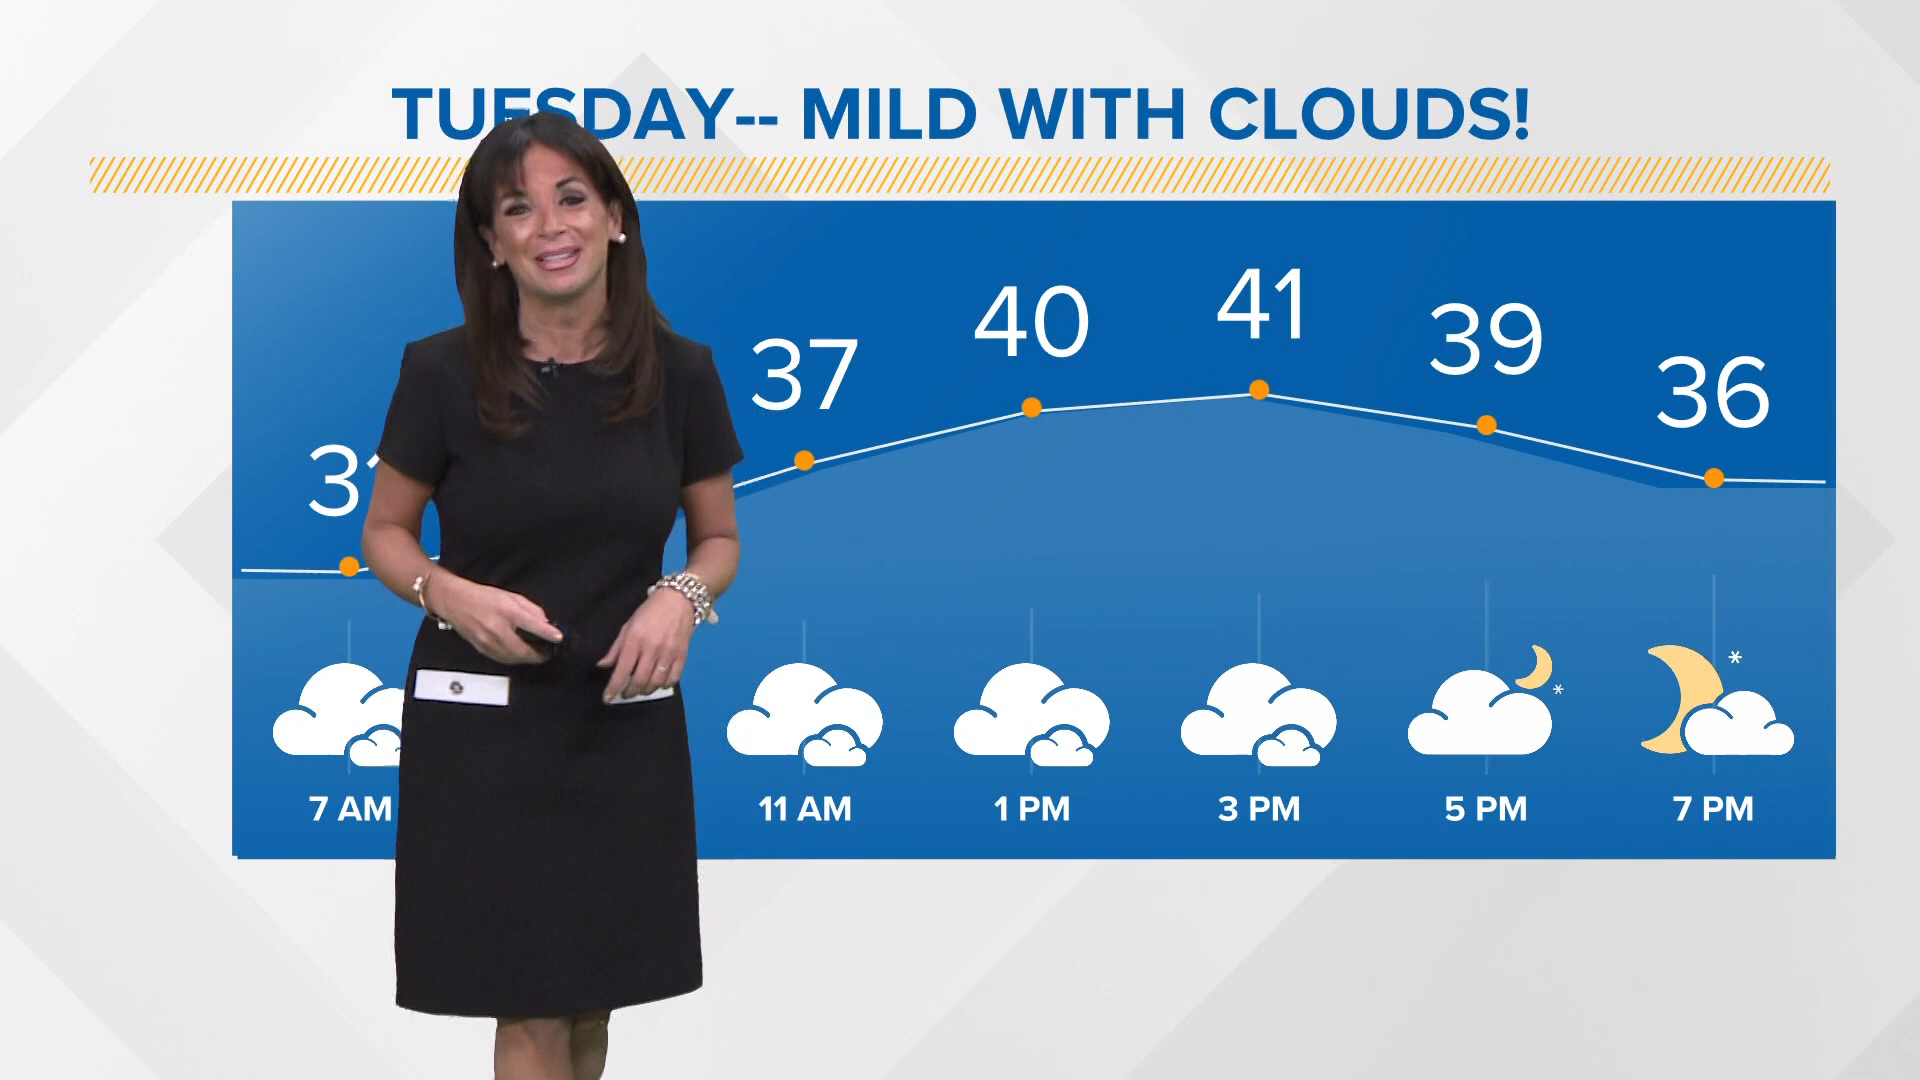 TUESDAY-- MILD WITH CLOUDS!
31 37 40 41 39 36
7 AM 11 AM 1 PM 3 PM 5 PM 7 PM